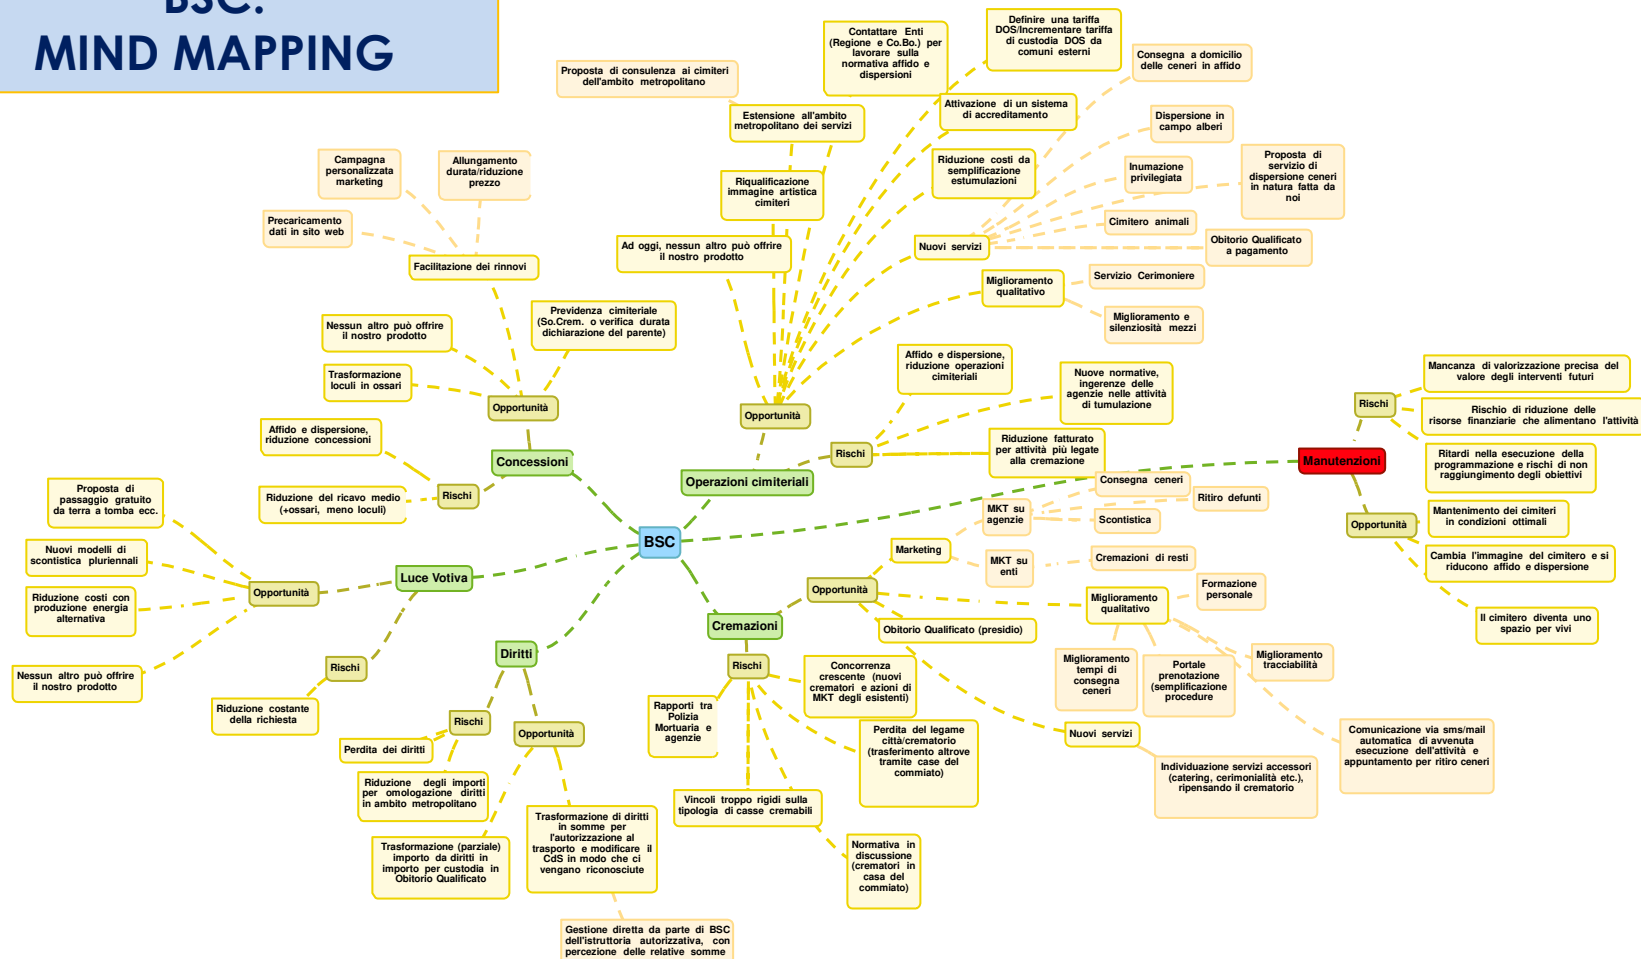 BSC:
MIND MAPPING
Proposta di consulenza ai cimiteri
dell'ambito metropolitano
Contattare Enti
(Regione e Co.Bo.) per
lavorare sulla
normativa affido e
dispersioni
Definire una tariffa
DOS/Incrementare tariffa
di custodia DOS da
comuni esterni
Consegna a domicilio
delle ceneri in affido
Estensione all'ambito
metropolitano dei servizi
Attivazione di un sistema
di accreditamento
Dispersione in
campo alberi
Campagna
personalizzata
marketing
Allungamento
durata/riduzione
prezzo
Riqualificazione
immagine artistica
cimiteri
Riduzione costi da
semplificazione
estumulazioni
Inumazione
privilegiata
Proposta di
servizio di
dispersione ceneri
in natura fatta da
noi
Precaricamento
dati in sito web
Cimitero animali
Ad oggi, nessun altro può offrire
il nostro prodotto
Nuovi servizi
Obitorio Qualificato
a pagamento
Facilitazione dei rinnovi
Miglioramento
qualitativo
Servizio Cerimoniere
Miglioramento e
silenziosità mezzi
Nessun altro può offrire
il nostro prodotto
Previdenza cimiteriale
(So.Crem. o verifica durata
dichiarazione del parente)
Trasformazione
loculi in ossari
Opportunità
Affido e dispersione,
riduzione concessioni
Concessioni
Rischi
Riduzione del ricavo medio
(+ossari, meno loculi)
Opportunità
Affido e dispersione,
riduzione operazioni
cimiteriali
Nuove normative,
ingerenze delle
agenzie nelle attività
di tumulazione
Rischi
Riduzione fatturato
per attività più legate
alla cremazione
Operazioni cimiteriali
Mancanza di valorizzazione precisa del
valore degli interventi futuri
Rischi
Rischio di riduzione delle
risorse finanziarie che alimentano l'attività
Manutenzioni
Ritardi nella esecuzione della
programmazione e rischi di non
raggiungimento degli obiettivi
Opportunità
Mantenimento dei cimiteri
in condizioni ottimali
Cambia l'immagine del cimitero e si
riducono affido e dispersione
Il cimitero diventa uno
spazio per vivi
BSC
Proposta di
passaggio gratuito
da terra a tomba ecc.
Nuovi modelli di
scontistica pluriennali
Riduzione costi con
produzione energia
alternativa
Nessun altro può offrire
il nostro prodotto
Opportunità
Luce Votiva
Rischi
Riduzione costante
della richiesta
Diritti
Rischi
Perdita dei diritti
Riduzione degli importi
per omologazione diritti
in ambito metropolitano
Opportunità
Trasformazione (parziale)
importo da diritti in
importo per custodia in
Obitorio Qualificato
Trasformazione di diritti
in somme per
l'autorizzazione al
trasporto e modificare il
CdS in modo che ci
vengano riconosciute
Gestione diretta da parte di BSC
dell'istruttoria autorizzativa, con
percezione delle relative somme
Cremazioni
Rischi
Rapporti tra
Polizia
Mortuaria e
agenzie
Concorrenza
crescente (nuovi
crematori e azioni di
MKT degli esistenti)
Perdita del legame
città/crematorio
(trasferimento altrove
tramite case del
commiato)
Vincoli troppo rigidi sulla
tipologia di casse cremabili
Normativa in
discussione
(crematori in
casa del
commiato)
Opportunità
Marketing
MKT su
agenzie
Consegna ceneri
Ritiro defunti
Scontistica
MKT su
enti
Cremazioni di resti
Miglioramento
qualitativo
Formazione
personale
Obitorio Qualificato (presidio)
Miglioramento
tempi di
consegna
ceneri
Portale
prenotazione
(semplificazione
procedure
Miglioramento
tracciabilità
Nuovi servizi
Comunicazione via sms/mail
automatica di avvenuta
esecuzione dell'attività e
appuntamento per ritiro ceneri
Individuazione servizi accessori
(catering, cerimonialità etc.),
ripensando il crematorio